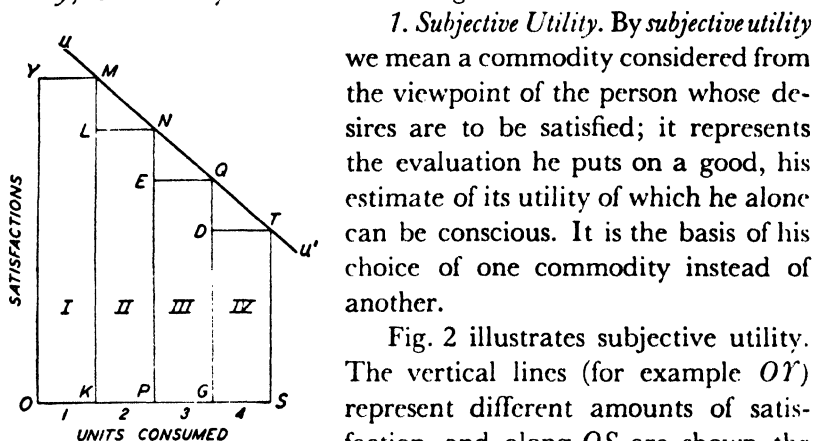 1. Subjective Utility. By subjective utility
we mean a commodity considered from
the viewpoint of the person whose de-
sires are to be satisfied; it represents
the evaluation he puts on a good, his
estimate of its utility of which he alone
can be conscious. It is the basis of his
choice of one commodity instead of
another.
Fig. 2 illustrates subjective utility.
The vertical lines (for example OY)
represent different amounts of satis-
u
Y M
L N
E Q
D T
u'
SATISFACTIONS
I II III IV
O K P G S
1 2 3 4
UNITS CONSUMED